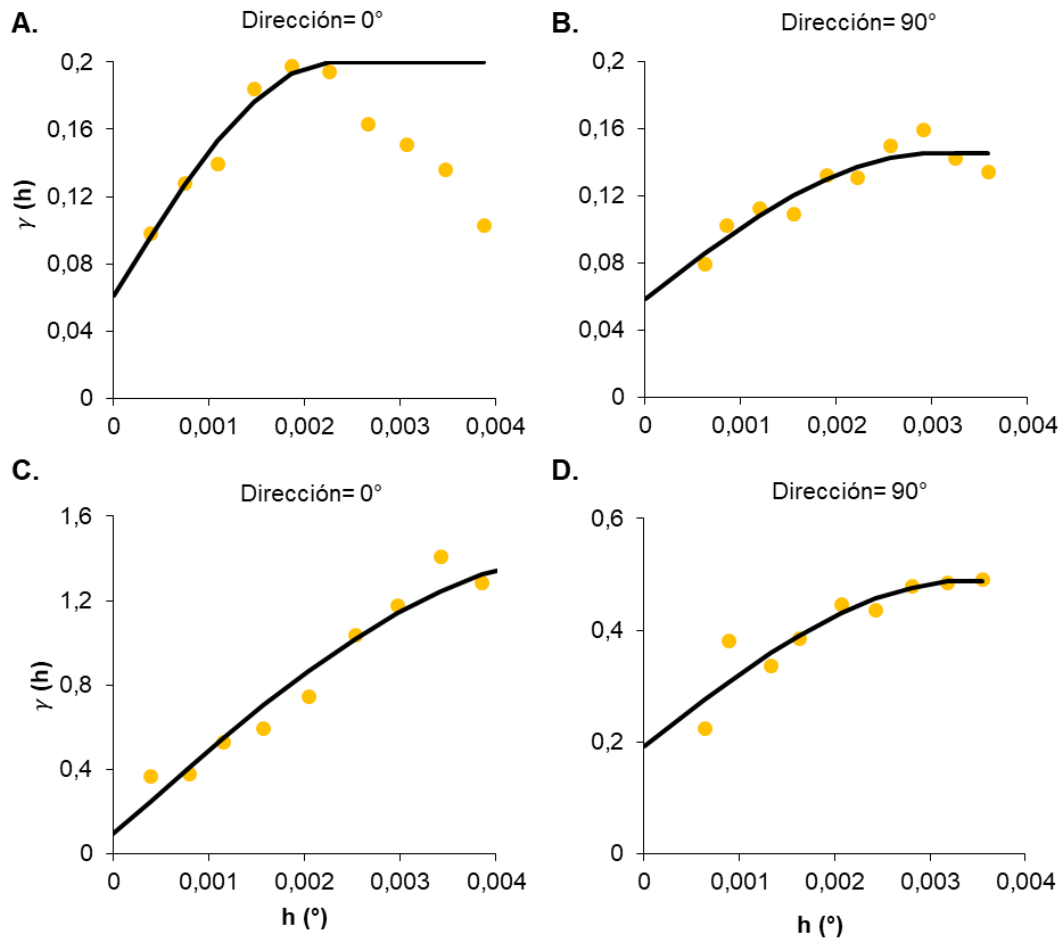 A.
Dirección= 0°
γ (h)
0,2
0,16
0,12
0,08
0,04
0
0 0,001 0,002 0,003 0,004
B.
Dirección= 90°
0,2
0,16
0,12
0,08
0,04
0
0 0,001 0,002 0,003 0,004
C.
Dirección= 0°
γ (h)
1,6
1,2
0,8
0,4
0
0 0,001 0,002 0,003 0,004
h (°)
D.
Dirección= 90°
0,6
0,4
0,2
0
0 0,001 0,002 0,003 0,004
h (°)